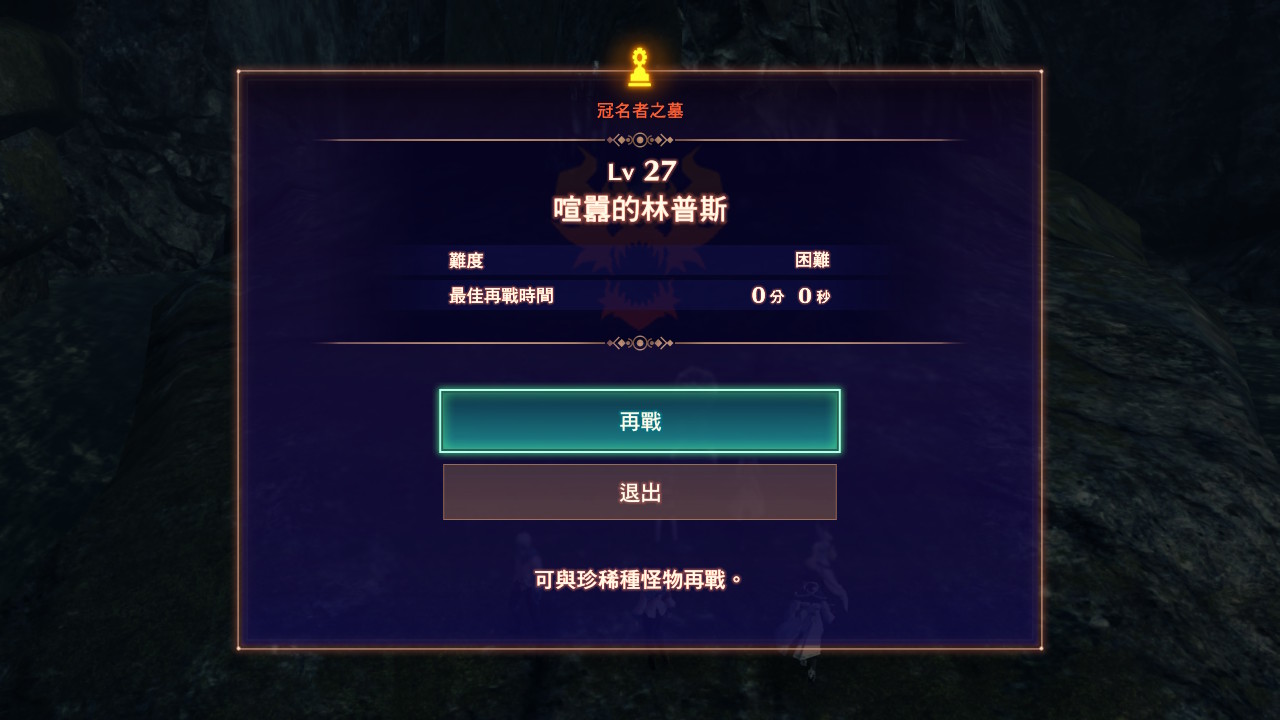 冠名者之墓
Lv 27
喧囂的林普斯
難度 困難
最佳再戰時間 0分 0秒
再戰
退出
可與珍稀種怪物再戰。